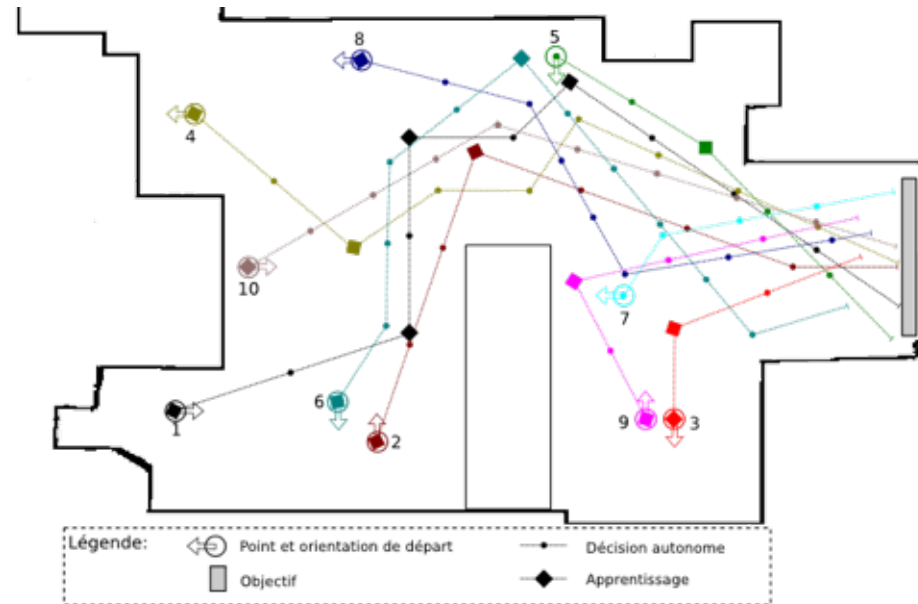 8
5
4
10
7
6
1
2
9
3
Légende:
Point et orientation de départ
Décision autonome
Objectif
Apprentissage